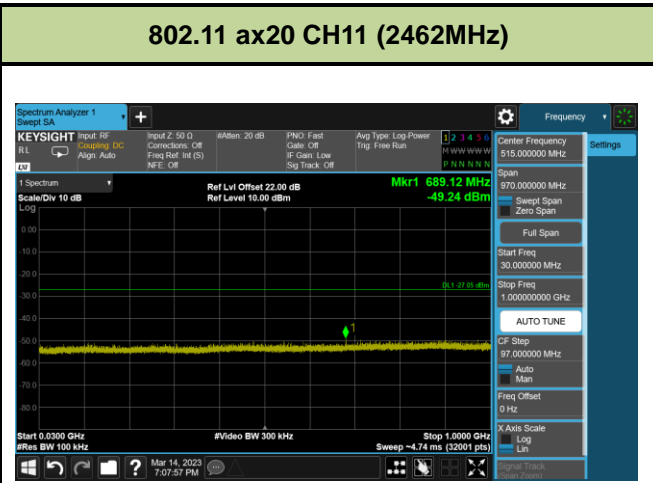 802.11 ax20 CH11 (2462MHz)
Spectrum Analyzer 1
Swept SA
Frequency
KEYSIGHT
RL
Input: RF
Coupling: DC
Align: Auto
Input Z: 50 Ω
Corrections: Off
Freq Ref: Int (S)
NFE: Off
#Atten: 20 dB
PNO: Fast
Gate: Off
IF Gain: Low
Sig Track: Off
Avg Type: Log-Power
Trig: Free Run
1 2 3 4 5 6
M W W W W W
P N N N N N
Center Frequency
515.000000 MHz
Settings
1 Spectrum
Scale/Div 10 dB
Log
Ref Lvl Offset 22.00 dB
Ref Level 10.00 dBm
Mkr1 689.12 MHz
-49.24 dBm
Span
970.000000 MHz
Swept Span
Zero Span
Full Span
0.00
-10.0
-20.0
-30.0
-40.0
-50.0
-60.0
-70.0
-80.0
DL1 -27.05 dBm
1
Start Freq
30.000000 MHz
Stop Freq
1.000000000 GHz
AUTO TUNE
CF Step
97.000000 MHz
Auto
Man
Freq Offset
0 Hz
X Axis Scale
Log
Lin
Signal Track
(Span Zoom)
Start 0.0300 GHz
#Res BW 100 kHz
#Video BW 300 kHz
Stop 1.0000 GHz
Sweep ~4.74 ms (32001 pts)
?
Mar 14, 2023
7:07:57 PM